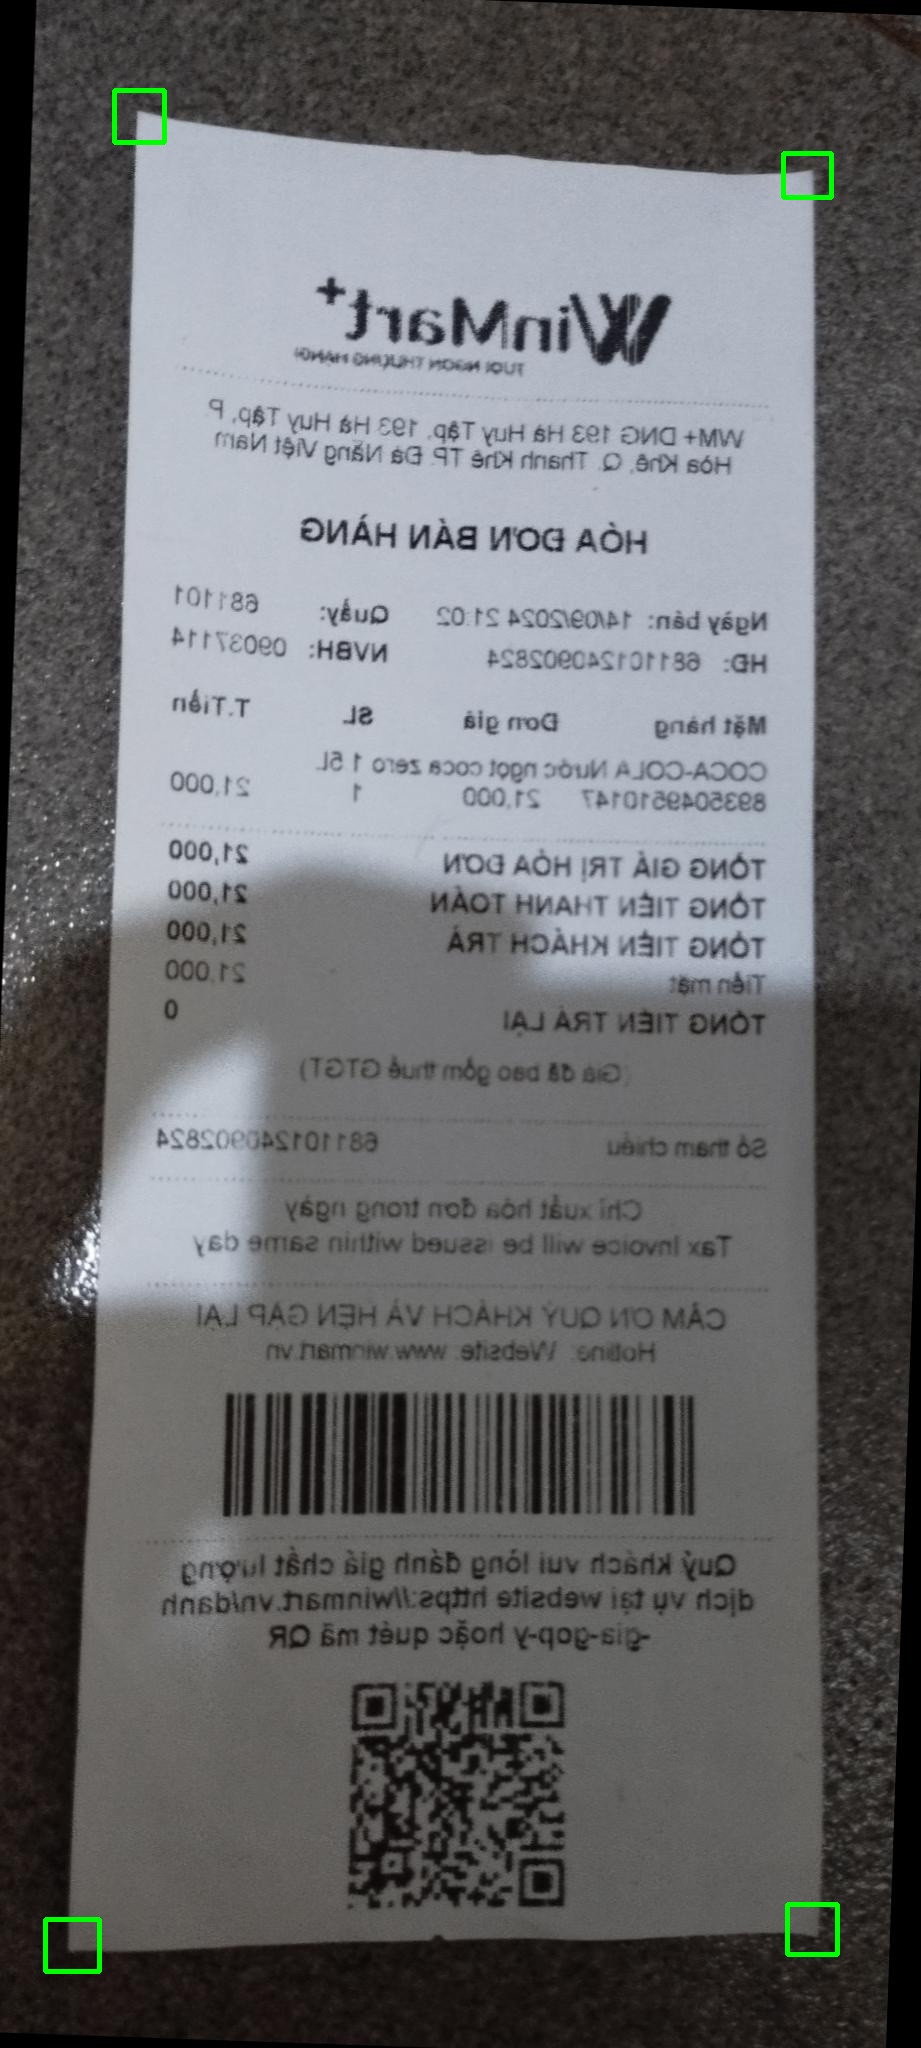 WinMart+
TƯƠI NGON THƯỢNG HẠNG!
WM+ DNG 193 Hà Huy Tập, 193 Hà Huy Tập, P.
Hòa Khê, Q. Thanh Khê TP. Đà Nẵng Việt Nam
HÓA ĐƠN BÁN HÀNG
Ngày bán: 14/09/2024 21:02 Quầy: 681101
HĐ: 681101240902824 NVBH: 09037114
Mặt hàng Đơn giá SL T.Tiền
COCA-COLA Nước ngọt coca zero 1.5L
8935049510147 21,000 1 21,000
TỔNG GIÁ TRỊ HÓA ĐƠN 21,000
TỔNG TIỀN THANH TOÁN 21,000
TỔNG TIỀN KHÁCH TRẢ 21,000
Tiền mặt 21,000
TỔNG TIỀN TRẢ LẠI 0
(Giá đã bao gồm thuế GTGT)
Số tham chiếu 681101240902824
Chỉ xuất hóa đơn trong ngày
Tax Invoice will be issued within same day
CẢM ƠN QUÝ KHÁCH VÀ HẸN GẶP LẠI
Hotline: Website: www.winmart.vn
Quý khách vui lòng đánh giá chất lượng
dịch vụ tại website https://winmart.vn/danh
-gia-gop-y hoặc quét mã QR